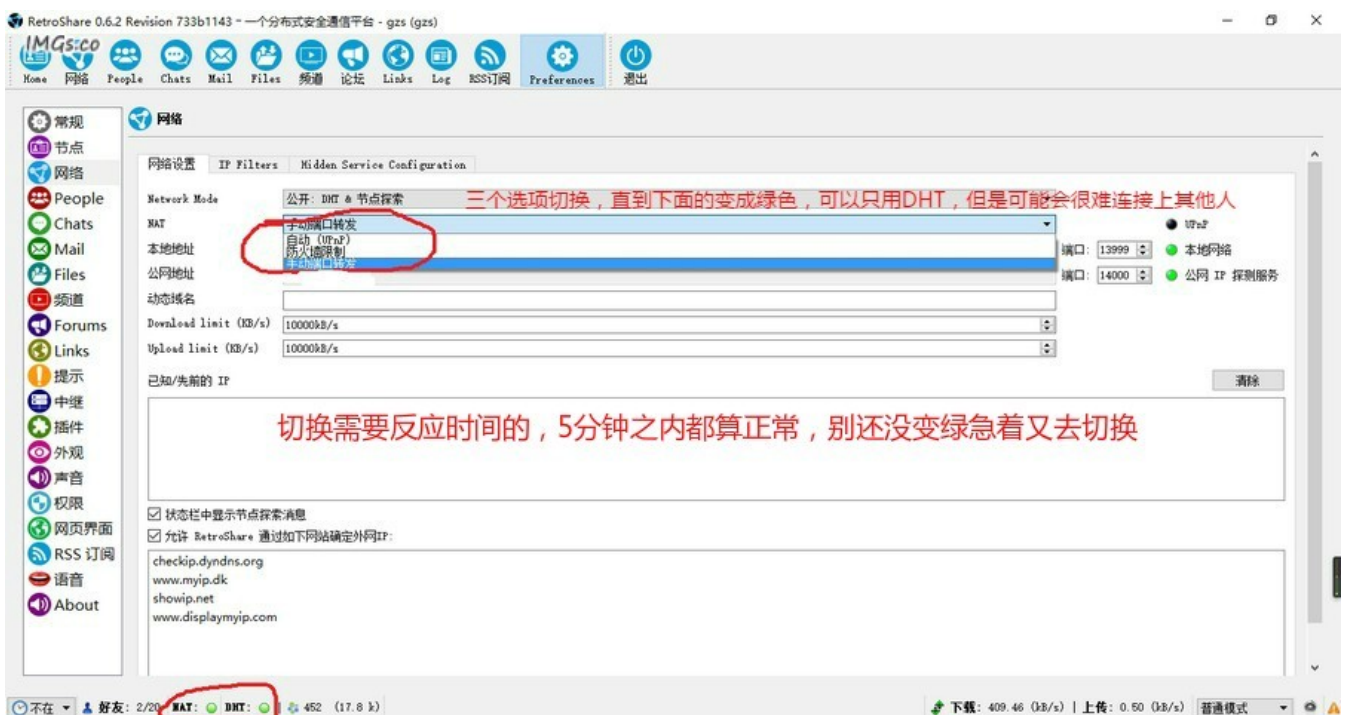 RetroShare 0.6.2 Revision 733b1143 - 一个分布式安全通信平台 - gzs (gzs)
IMGs.co
Home 网络 People Chats Mail Files 频道 论坛 Links Log RSS订阅 Preferences 退出
常规
节点
网络
People
Chats
Mail
Files
频道
Forums
Links
提示
中继
插件
外观
声音
权限
网页界面
RSS 订阅
语音
About
网络
网络设置 IP Filters Hidden Service Configuration
Network Mode 公开: DHT & 节点探索
三个选项切换，直到下面的变成绿色，可以只用DHT，但是可能会很难连接上其他人
NAT 手动端口转发 UPnP
自动 (UPnP)
防火墙限制
手动端口转发
本地地址 端口: 13999 本地网络
公网地址 端口: 14000 公网 IP 探测服务
动态域名
Download limit (KB/s) 10000kB/s
Upload limit (KB/s) 10000kB/s
已知/先前的 IP 清除
切换需要反应时间的，5分钟之内都算正常，别还没变绿急着又去切换
状态栏中显示节点探索消息
允许 RetroShare 通过如下网站确定外网IP:
checkip.dyndns.org
www.myip.dk
showip.net
www.displaymyip.com
不在 好友: 2/20 NAT: DHT: 452 (17.8 k) 下载: 409.46 (kB/s) | 上传: 0.50 (kB/s) 普通模式